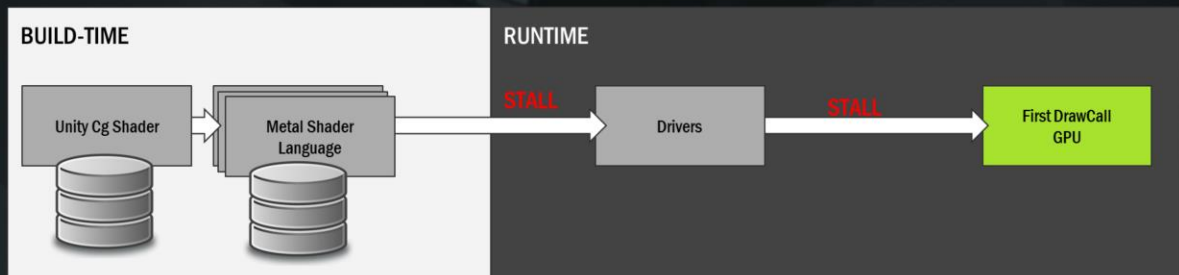 BUILD-TIME
RUNTIME
Unity Cg Shader
Metal Shader
Language
STALL
Drivers
STALL
First DrawCall
GPU